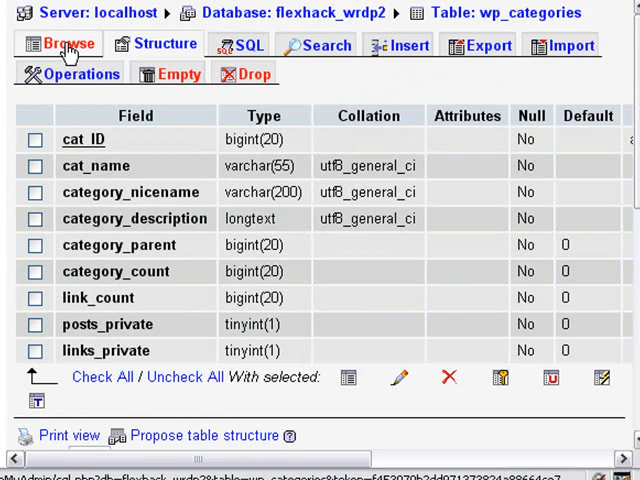 Server: localhost Database: flexhack_wrdp2 Table: wp_categories
Browse Structure SQL Search Insert Export Import
Operations Empty Drop
Field Type Collation Attributes Null Default
cat_ID bigint(20) No
cat_name varchar(55) utf8_general_ci No
category_nicename varchar(200) utf8_general_ci No
category_description longtext utf8_general_ci No
category_parent bigint(20) No 0
category_count bigint(20) No 0
link_count bigint(20) No 0
posts_private tinyint(1) No 0
links_private tinyint(1) No 0
Check All / Uncheck All With selected:
Print view Propose table structure